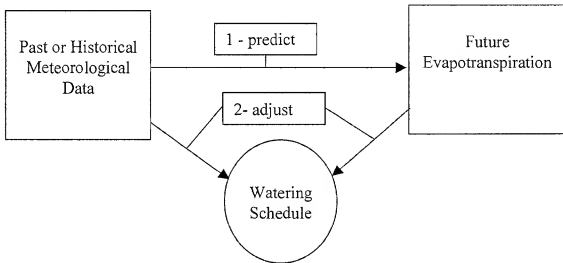 Past or Historical
Meteorological
Data
1 - predict
Future
Evapotranspiration
2- adjust
Watering
Schedule